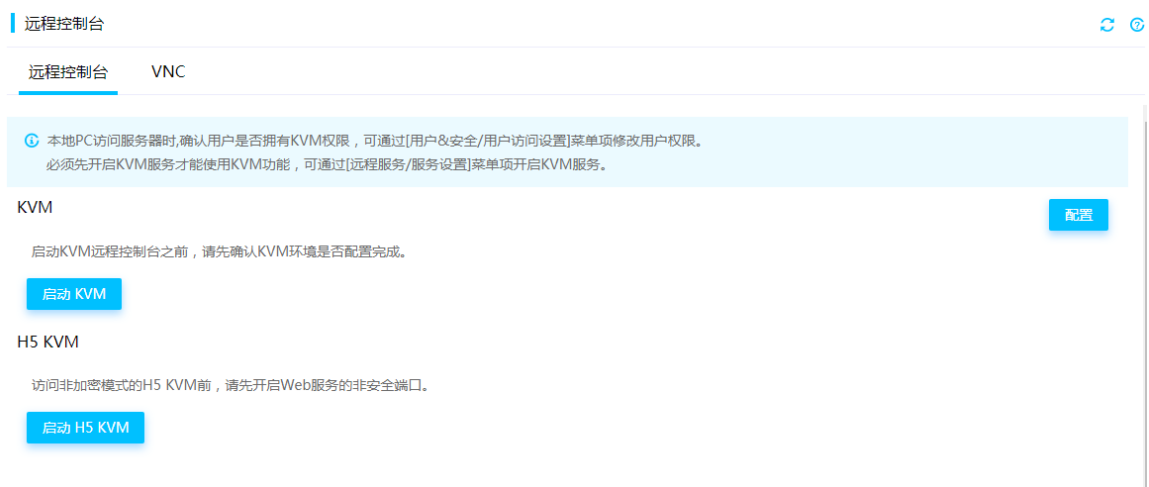 远程控制台
远程控制台 VNC
本地PC访问服务器时,确认用户是否拥有KVM权限，可通过[用户&安全/用户访问设置]菜单项修改用户权限。
必须先开启KVM服务才能使用KVM功能，可通过[远程服务/服务设置]菜单项开启KVM服务。
KVM
配置
启动KVM远程控制台之前，请先确认KVM环境是否配置完成。
启动 KVM
H5 KVM
访问非加密模式的H5 KVM前，请先开启Web服务的非安全端口。
启动 H5 KVM